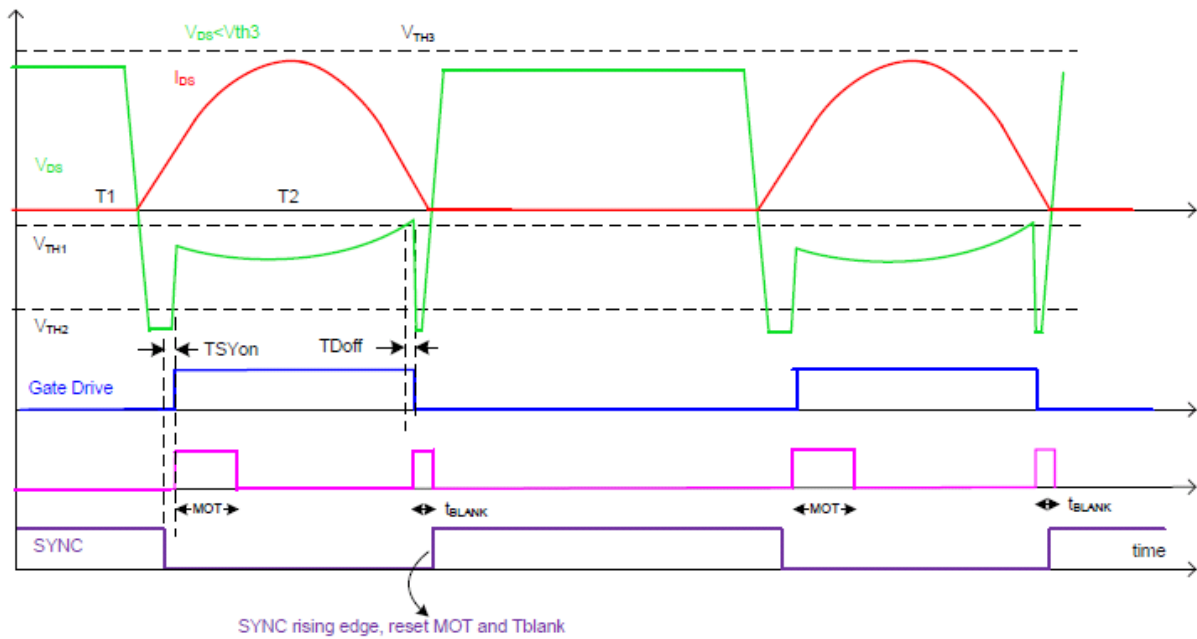 VDS<Vth3
VTH3
IDS
VDS
T1
T2
VTH1
VTH2
TSYon
TDoff
Gate Drive
MOT
tBLANK
MOT
tBLANK
SYNC
time
SYNC rising edge, reset MOT and Tblank